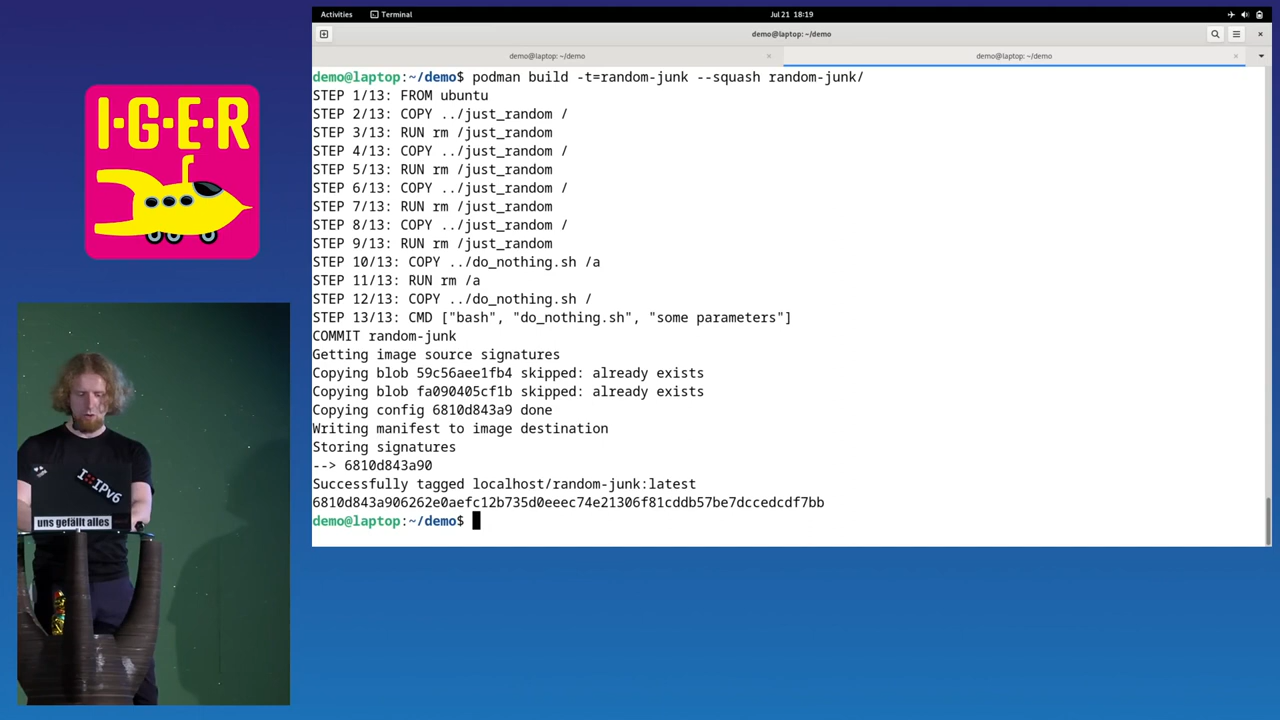 Activities Terminal Jul 21 18:19
demo@laptop: ~/demo
demo@laptop: ~/demo × demo@laptop: ~/demo ×
demo@laptop:~/demo$ podman build -t=random-junk --squash random-junk/
STEP 1/13: FROM ubuntu
STEP 2/13: COPY ../just_random /
STEP 3/13: RUN rm /just_random
STEP 4/13: COPY ../just_random /
STEP 5/13: RUN rm /just_random
STEP 6/13: COPY ../just_random /
STEP 7/13: RUN rm /just_random
STEP 8/13: COPY ../just_random /
STEP 9/13: RUN rm /just_random
STEP 10/13: COPY ../do_nothing.sh /a
STEP 11/13: RUN rm /a
STEP 12/13: COPY ../do_nothing.sh /
STEP 13/13: CMD ["bash", "do_nothing.sh", "some parameters"]
COMMIT random-junk
Getting image source signatures
Copying blob 59c56aee1fb4 skipped: already exists
Copying blob fa090405cf1b skipped: already exists
Copying config 6810d843a9 done
Writing manifest to image destination
Storing signatures
--> 6810d843a90
Successfully tagged localhost/random-junk:latest
6810d843a906262e0aefc12b735d0eeec74e21306f81cddb57be7dccedcdf7bb
demo@laptop:~/demo$
I·G·E·R
I::IPv6
uns gefällt alles